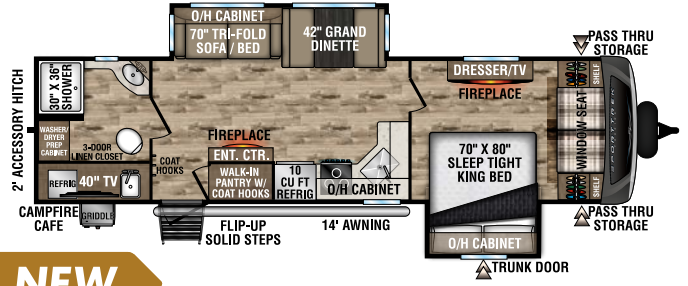 O/H CABINET
70" TRI-FOLD
SOFA / BED
42" GRAND
DINETTE
PASS THRU
STORAGE
DRESSER/TV
FIREPLACE
SHELF
30" X 36"
SHOWER
2' ACCESSORY HITCH
WASHER/
DRYER
PREP
CABINET
3-DOOR
LINEN CLOSET
COAT
HOOKS
FIREPLACE
ENT. CTR.
WALK-IN
PANTRY W/
COAT HOOKS
10
CU FT
REFRIG
O/H CABINET
70" X 80"
SLEEP TIGHT
KING BED
WINDOW SEAT
SPORTTREK
SHELF
REFRIG
40" TV
CAMPFIRE
CAFE
GRIDDLE
FLIP-UP
SOLID STEPS
14' AWNING
O/H CABINET
PASS THRU
STORAGE
TRUNK DOOR
NEW